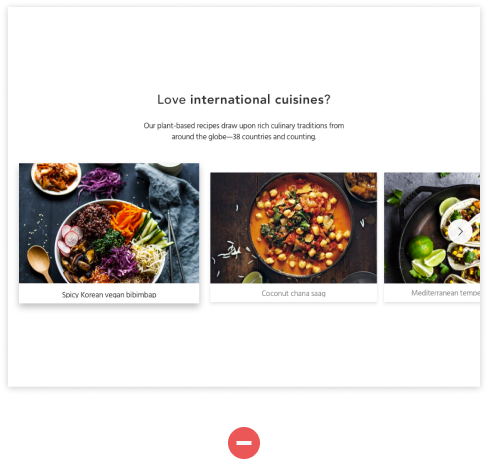 Love international cuisines?
Our plant-based recipes draw upon rich culinary traditions from
around the globe—38 countries and counting.
Spicy Korean vegan bibimbap
Coconut chana saag
Mediterranean tempe